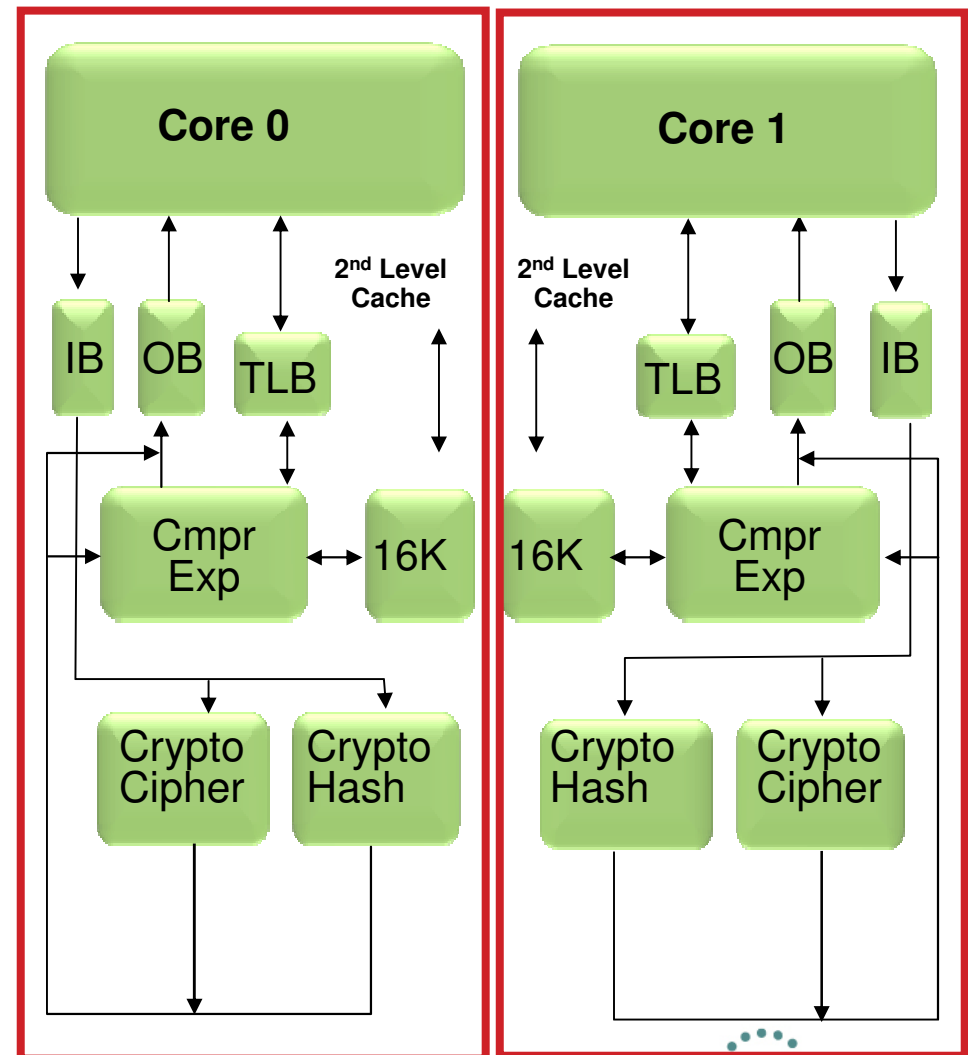 Core 0
2nd Level
Cache
IB
OB
TLB
Cmpr
Exp
16K
Crypto
Cipher
Crypto
Hash
Core 1
2nd Level
Cache
TLB
OB
IB
16K
Cmpr
Exp
Crypto
Hash
Crypto
Cipher